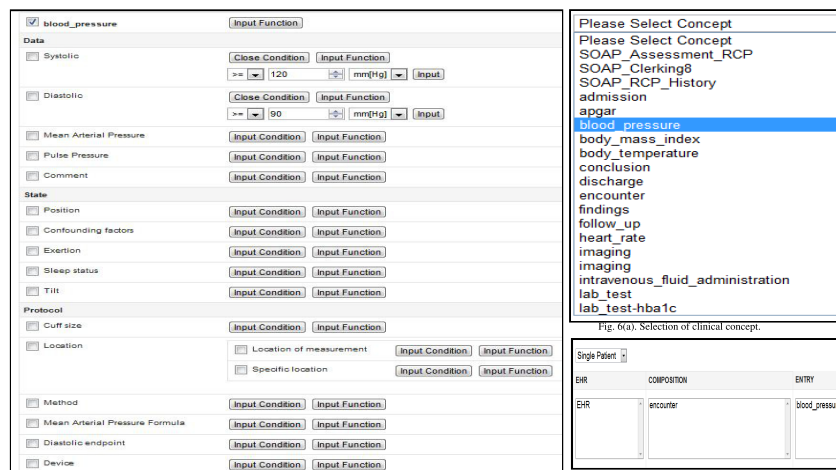 blood_pressure Input Function
Data
Systolic Close Condition Input Function
>= 120 mm[Hg] Input
Diastolic Close Condition Input Function
>= 90 mm[Hg] Input
Mean Arterial Pressure Input Condition Input Function
Pulse Pressure Input Condition Input Function
Comment Input Condition Input Function
State
Position Input Condition Input Function
Confounding factors Input Condition Input Function
Exertion Input Condition Input Function
Sleep status Input Condition Input Function
Tilt Input Condition Input Function
Protocol
Cuff size Input Condition Input Function
Location
Location of measurement Input Condition Input Function
Specific location Input Condition Input Function
Method Input Condition Input Function
Mean Arterial Pressure Formula Input Condition Input Function
Diastolic endpoint Input Condition Input Function
Device Input Condition Input Function
Please Select Concept
Please Select Concept
SOAP_Assessment_RCP
SOAP_Clerking8
SOAP_RCP_History
admission
apgar
blood_pressure
body_mass_index
body_temperature
conclusion
discharge
encounter
findings
follow_up
heart_rate
imaging
imaging
intravenous_fluid_administration
lab_test
lab_test-hba1c
Fig. 6(a). Selection of clinical concept.
Single Patient
EHR COMPOSITION ENTRY
EHR encounter blood_pressu